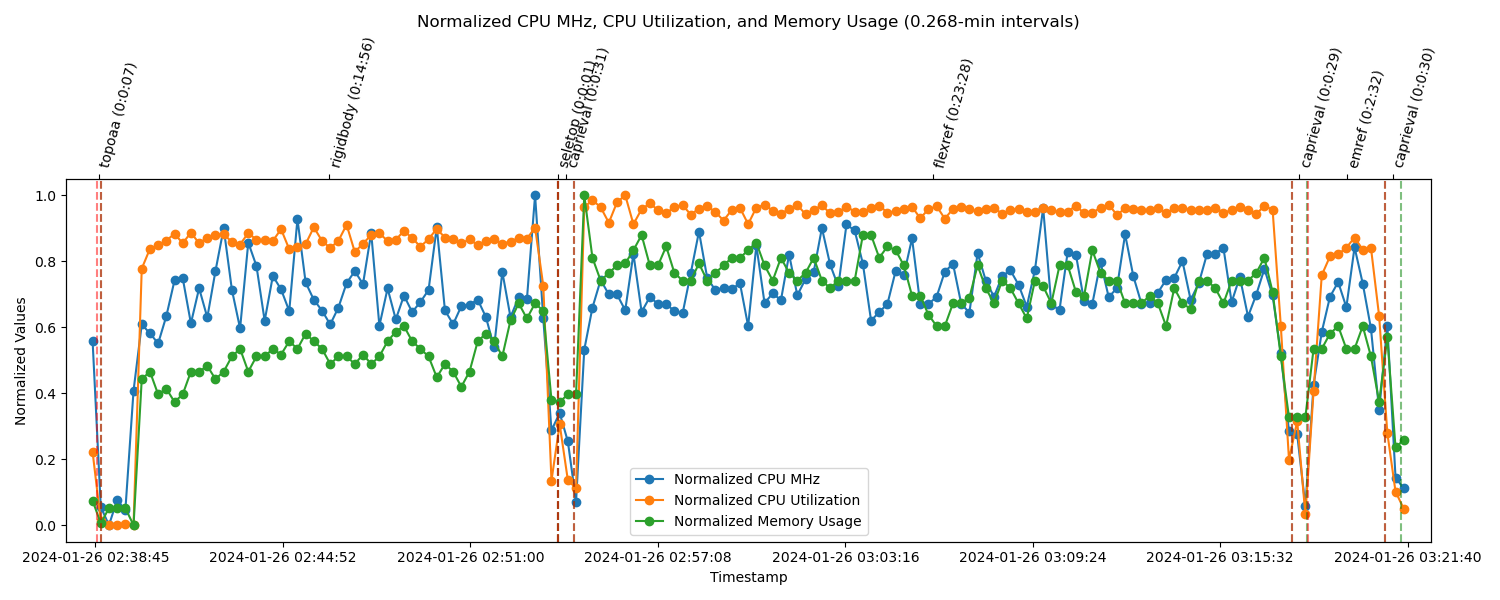 Normalized CPU MHz, CPU Utilization, and Memory Usage (0.268-min intervals)
topoaa (0:0:07)
rigidbody (0:14:56)
seletop (0:0:01)
caprieval (0:0:31)
flexref (0:23:28)
caprieval (0:0:29)
emref (0:2:32)
caprieval (0:0:30)
Normalized Values
1.0
0.8
0.6
0.4
0.2
0.0
Normalized CPU MHz
Normalized CPU Utilization
Normalized Memory Usage
2024-01-26 02:38:45
2024-01-26 02:44:52
2024-01-26 02:51:00
2024-01-26 02:57:08
2024-01-26 03:03:16
2024-01-26 03:09:24
2024-01-26 03:15:32
2024-01-26 03:21:40
Timestamp